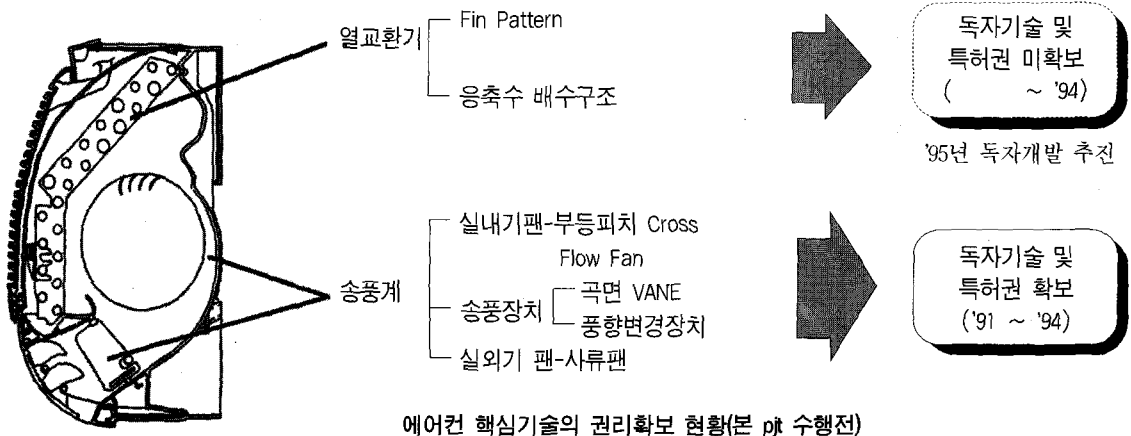 열교환기
Fin Pattern
응축수 배수구조
독자기술 및
특허권 미확보
( ~ '94)
'95년 독자개발 추진
송풍계
실내기팬-부등피치 Cross
Flow Fan
송풍장치
곡면 VANE
풍향변경장치
실외기 팬-사류팬
독자기술 및
특허권 확보
('91 ~ '94)
에어컨 핵심기술의 권리확보 현황(본 pjt 수행전)